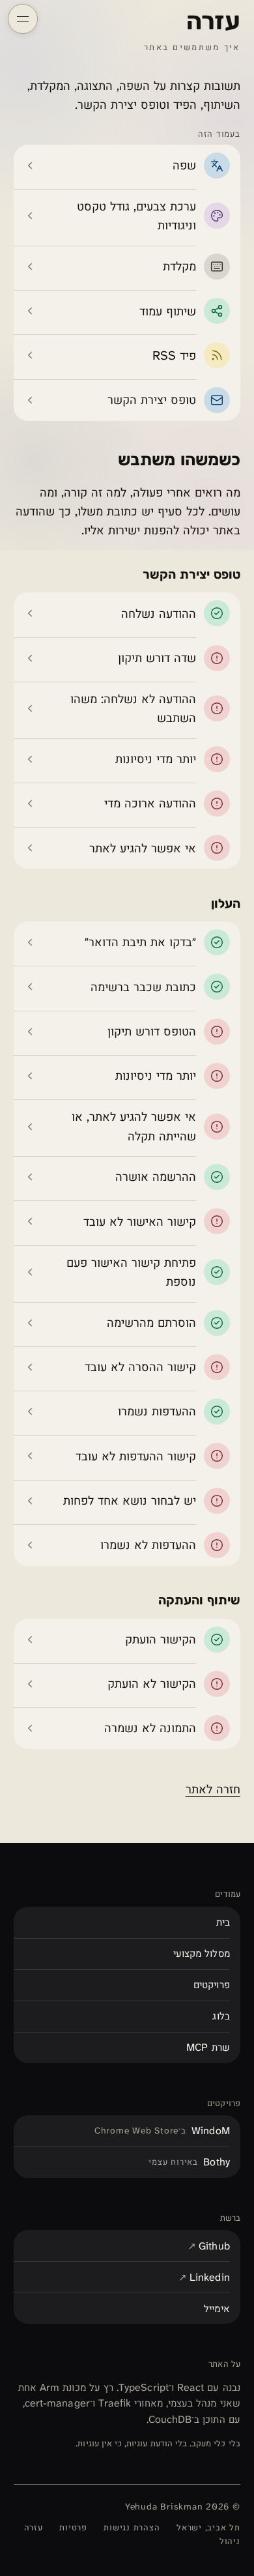 עזרה
איך משתמשים באתר
תשובות קצרות על השפה, התצוגה, המקלדת,
השיתוף, הפיד וטופס יצירת הקשר.
בעמוד הזה
שפה
ערכת צבעים, גודל טקסט
וניגודיות
מקלדת
שיתוף עמוד
פיד RSS
טופס יצירת הקשר
כשמשהו משתבש
מה רואים אחרי פעולה, למה זה קורה, ומה
עושים. לכל סעיף יש כתובת משלו, כך שהודעה
באתר יכולה להפנות ישירות אליו.
טופס יצירת הקשר
ההודעה נשלחה
שדה דורש תיקון
ההודעה לא נשלחה: משהו
השתבש
יותר מדי ניסיונות
ההודעה ארוכה מדי
אי אפשר להגיע לאתר
העלון
"בדקו את תיבת הדואר"
כתובת שכבר ברשימה
הטופס דורש תיקון
יותר מדי ניסיונות
אי אפשר להגיע לאתר, או
שהייתה תקלה
ההרשמה אושרה
קישור האישור לא עובד
פתיחת קישור האישור פעם
נוספת
הוסרתם מהרשימה
קישור ההסרה לא עובד
ההעדפות נשמרו
קישור ההעדפות לא עובד
יש לבחור נושא אחד לפחות
ההעדפות לא נשמרו
שיתוף והעתקה
הקישור הועתק
הקישור לא הועתק
התמונה לא נשמרה
חזרה לאתר
עמודים
בית
מסלול מקצועי
פרויקטים
בלוג
שרת MCP
פרויקטים
WindoM ב־Chrome Web Store
Bothy באירוח עצמי
ברשת
Github ↗
Linkedin ↗
אימייל
על האתר
נבנה עם React ו־TypeScript. רץ על מכונת Arm אחת
שאני מנהל בעצמי, מאחורי Traefik ו־cert-manager,
עם התוכן ב־CouchDB.
בלי כלי מעקב. בלי הודעת עוגיות, כי אין עוגיות.
© 2026 Yehuda Briskman
תל אביב, ישראל הצהרת נגישות פרטיות עזרה
ניהול